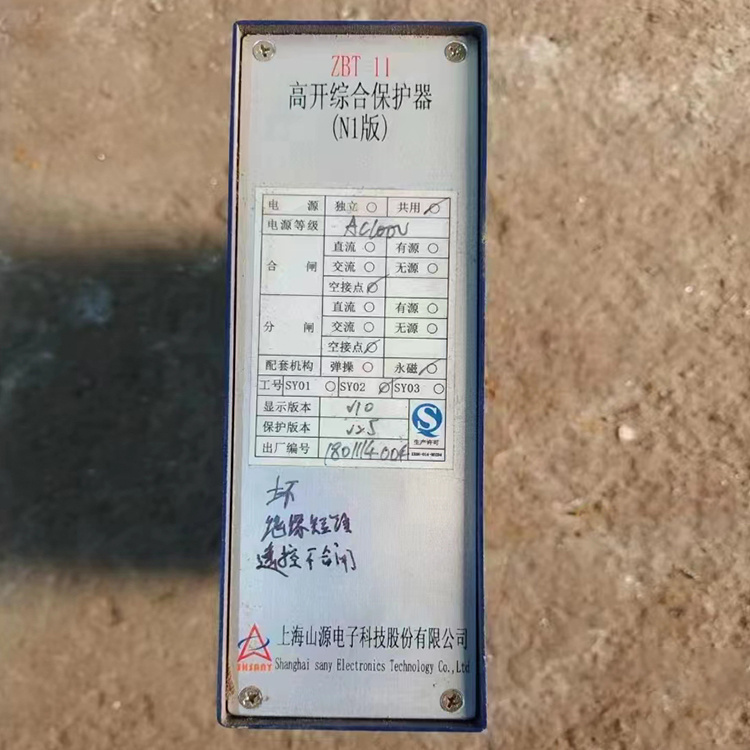 ZBT 11
高开综合保护器
(N1版)
电 源 独立 ○ 共用 ○
电源等级 AC100V
合 闸 直流 ○ 有源 ○
交流 ○ 无源 ○
空接点 ○
分 闸 直流 ○ 有源 ○
交流 ○ 无源 ○
空接点 ○
配套机构 弹操 ○ 永磁 ○
工号 SY01 ○ SY02 ○ SY03 ○
显示版本 V10
保护版本 V25
出厂编号
QS
生产许可
坏
绝缘短路
遥控不合闸
上海山源电子科技股份有限公司
SHSANY
Shanghai sany Electronics Technology Co.,Ltd